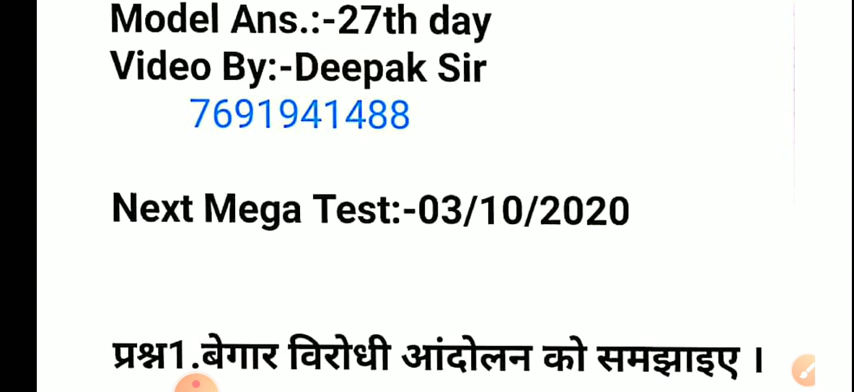 Model Ans.:-27th day
Video By:-Deepak Sir
7691941488
Next Mega Test:-03/10/2020
प्रश्न1.बेगार विरोधी आंदोलन को समझाइए ।